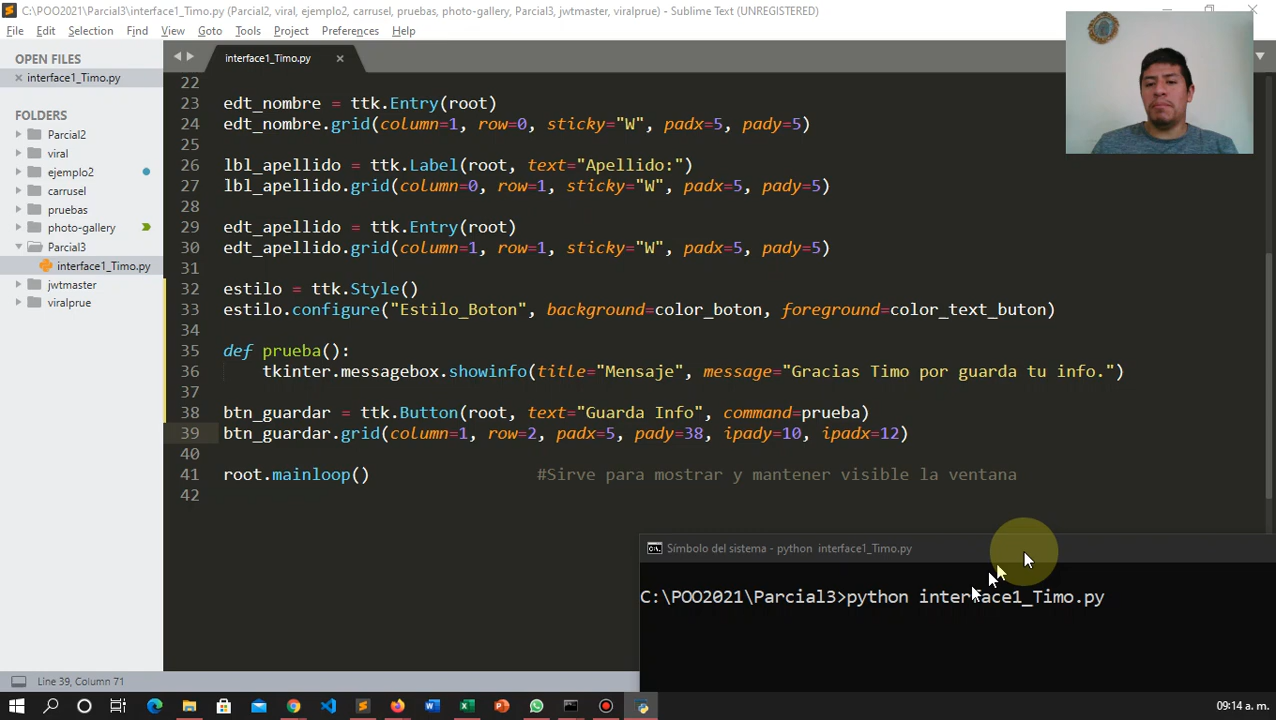 C:\POO2021\Parcial3\interface1_Timo.py (Parcial2, viral, ejemplo2, carrusel, pruebas, photo-gallery, Parcial3, jwtmaster, viralprue) - Sublime Text (UNREGISTERED)
File Edit Selection Find View Goto Tools Project Preferences Help
OPEN FILES
interface1_Timo.py
FOLDERS
Parcial2
viral
ejemplo2
carrusel
pruebas
photo-gallery
Parcial3
interface1_Timo.py
jwtmaster
viralprue
interface1_Timo.py
22
23 edt_nombre = ttk.Entry(root)
24 edt_nombre.grid(column=1, row=0, sticky="W", padx=5, pady=5)
25
26 lbl_apellido = ttk.Label(root, text="Apellido:")
27 lbl_apellido.grid(column=0, row=1, sticky="W", padx=5, pady=5)
28
29 edt_apellido = ttk.Entry(root)
30 edt_apellido.grid(column=1, row=1, sticky="W", padx=5, pady=5)
31
32 estilo = ttk.Style()
33 estilo.configure("Estilo_Boton", background=color_boton, foreground=color_text_buton)
34
35 def prueba():
36 tkinter.messagebox.showinfo(title="Mensaje", message="Gracias Timo por guarda tu info.")
37
38 btn_guardar = ttk.Button(root, text="Guarda Info", command=prueba)
39 btn_guardar.grid(column=1, row=2, padx=5, pady=38, ipady=10, ipadx=12)
40
41 root.mainloop() #Sirve para mostrar y mantener visible la ventana
42
Símbolo del sistema - python interface1_Timo.py
C:\POO2021\Parcial3>python interface1_Timo.py
Line 39, Column 71
09:14 a. m.